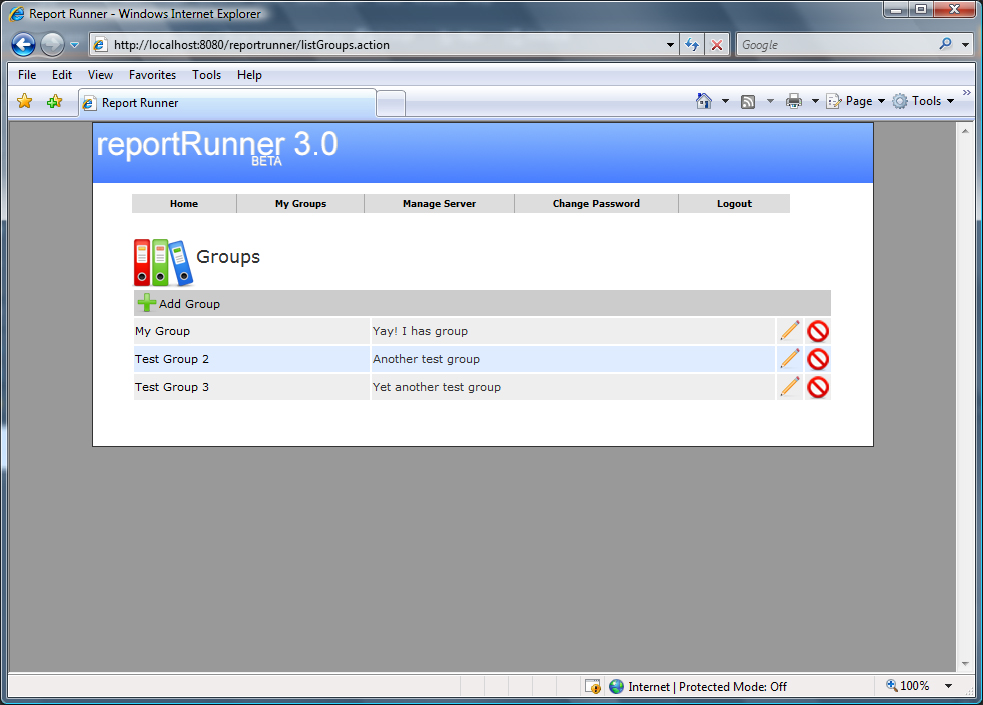 Report Runner - Windows Internet Explorer
http://localhost:8080/reportrunner/listGroups.action
Google
File Edit View Favorites Tools Help
Report Runner
Page Tools
reportRunner 3.0
BETA
Home My Groups Manage Server Change Password Logout
Groups
Add Group
My Group Yay! I has group
Test Group 2 Another test group
Test Group 3 Yet another test group
Internet | Protected Mode: Off
100%